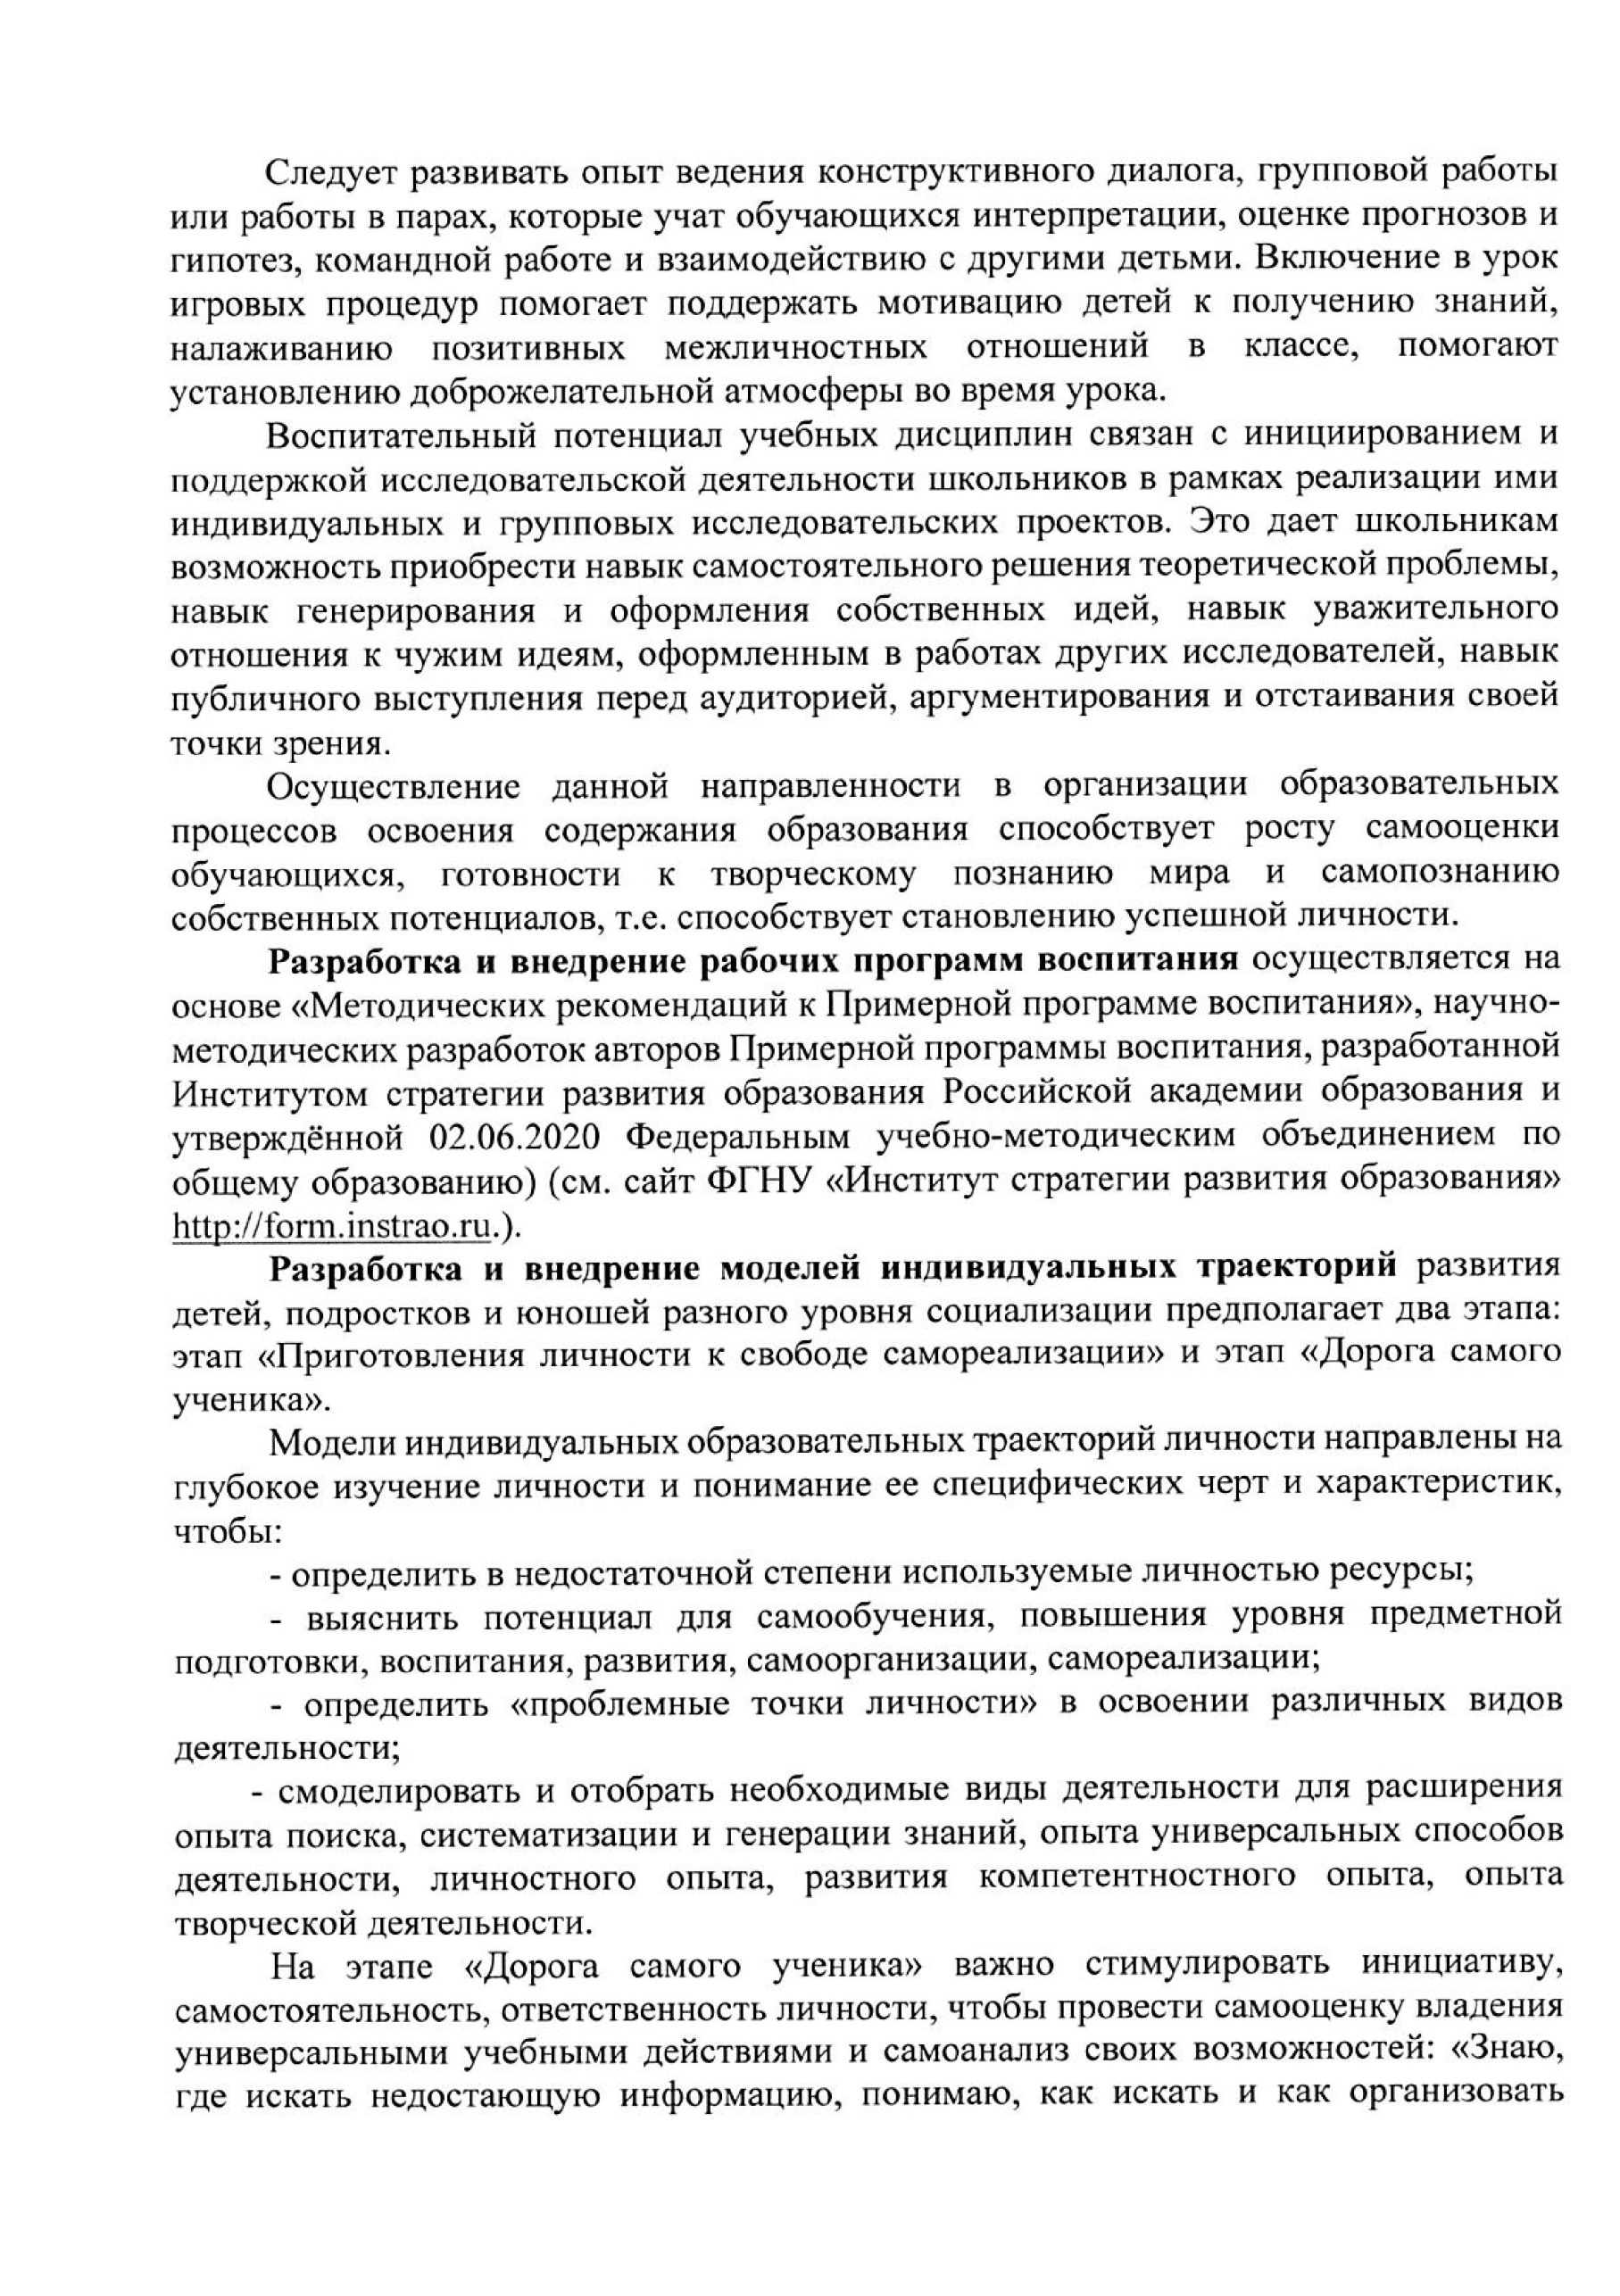 Следует развивать опыт ведения конструктивного диалога, групповой работы
или работы в парах, которые учат обучающихся интерпретации, оценке прогнозов и
гипотез, командной работе и взаимодействию с другими детьми. Включение в урок
игровых процедур помогает поддержать мотивацию детей к получению знаний,
налаживанию позитивных межличностных отношений в классе, помогают
установлению доброжелательной атмосферы во время урока.
Воспитательный потенциал учебных дисциплин связан с инициированием и
поддержкой исследовательской деятельности школьников в рамках реализации ими
индивидуальных и групповых исследовательских проектов. Это дает школьникам
возможность приобрести навык самостоятельного решения теоретической проблемы,
навык генерирования и оформления собственных идей, навык уважительного
отношения к чужим идеям, оформленным в работах других исследователей, навык
публичного выступления перед аудиторией, аргументирования и отстаивания своей
точки зрения.
Осуществление данной направленности в организации образовательных
процессов освоения содержания образования способствует росту самооценки
обучающихся, готовности к творческому познанию мира и самопознанию
собственных потенциалов, т.е. способствует становлению успешной личности.
Разработка и внедрение рабочих программ воспитания осуществляется на
основе «Методических рекомендаций к Примерной программе воспитания», научно-
методических разработок авторов Примерной программы воспитания, разработанной
Институтом стратегии развития образования Российской академии образования и
утверждённой 02.06.2020 Федеральным учебно-методическим объединением по
общему образованию) (см. сайт ФГНУ «Институт стратегии развития образования»
http://form.instrao.ru.).
Разработка и внедрение моделей индивидуальных траекторий развития
детей, подростков и юношей разного уровня социализации предполагает два этапа:
этап «Приготовления личности к свободе самореализации» и этап «Дорога самого
ученика».
Модели индивидуальных образовательных траекторий личности направлены на
глубокое изучение личности и понимание ее специфических черт и характеристик,
чтобы:
- определить в недостаточной степени используемые личностью ресурсы;
- выяснить потенциал для самообучения, повышения уровня предметной
подготовки, воспитания, развития, самоорганизации, самореализации;
- определить «проблемные точки личности» в освоении различных видов
деятельности;
- смоделировать и отобрать необходимые виды деятельности для расширения
опыта поиска, систематизации и генерации знаний, опыта универсальных способов
деятельности, личностного опыта, развития компетентностного опыта, опыта
творческой деятельности.
На этапе «Дорога самого ученика» важно стимулировать инициативу,
самостоятельность, ответственность личности, чтобы провести самооценку владения
универсальными учебными действиями и самоанализ своих возможностей: «Знаю,
где искать недостающую информацию, понимаю, как искать и как организовать